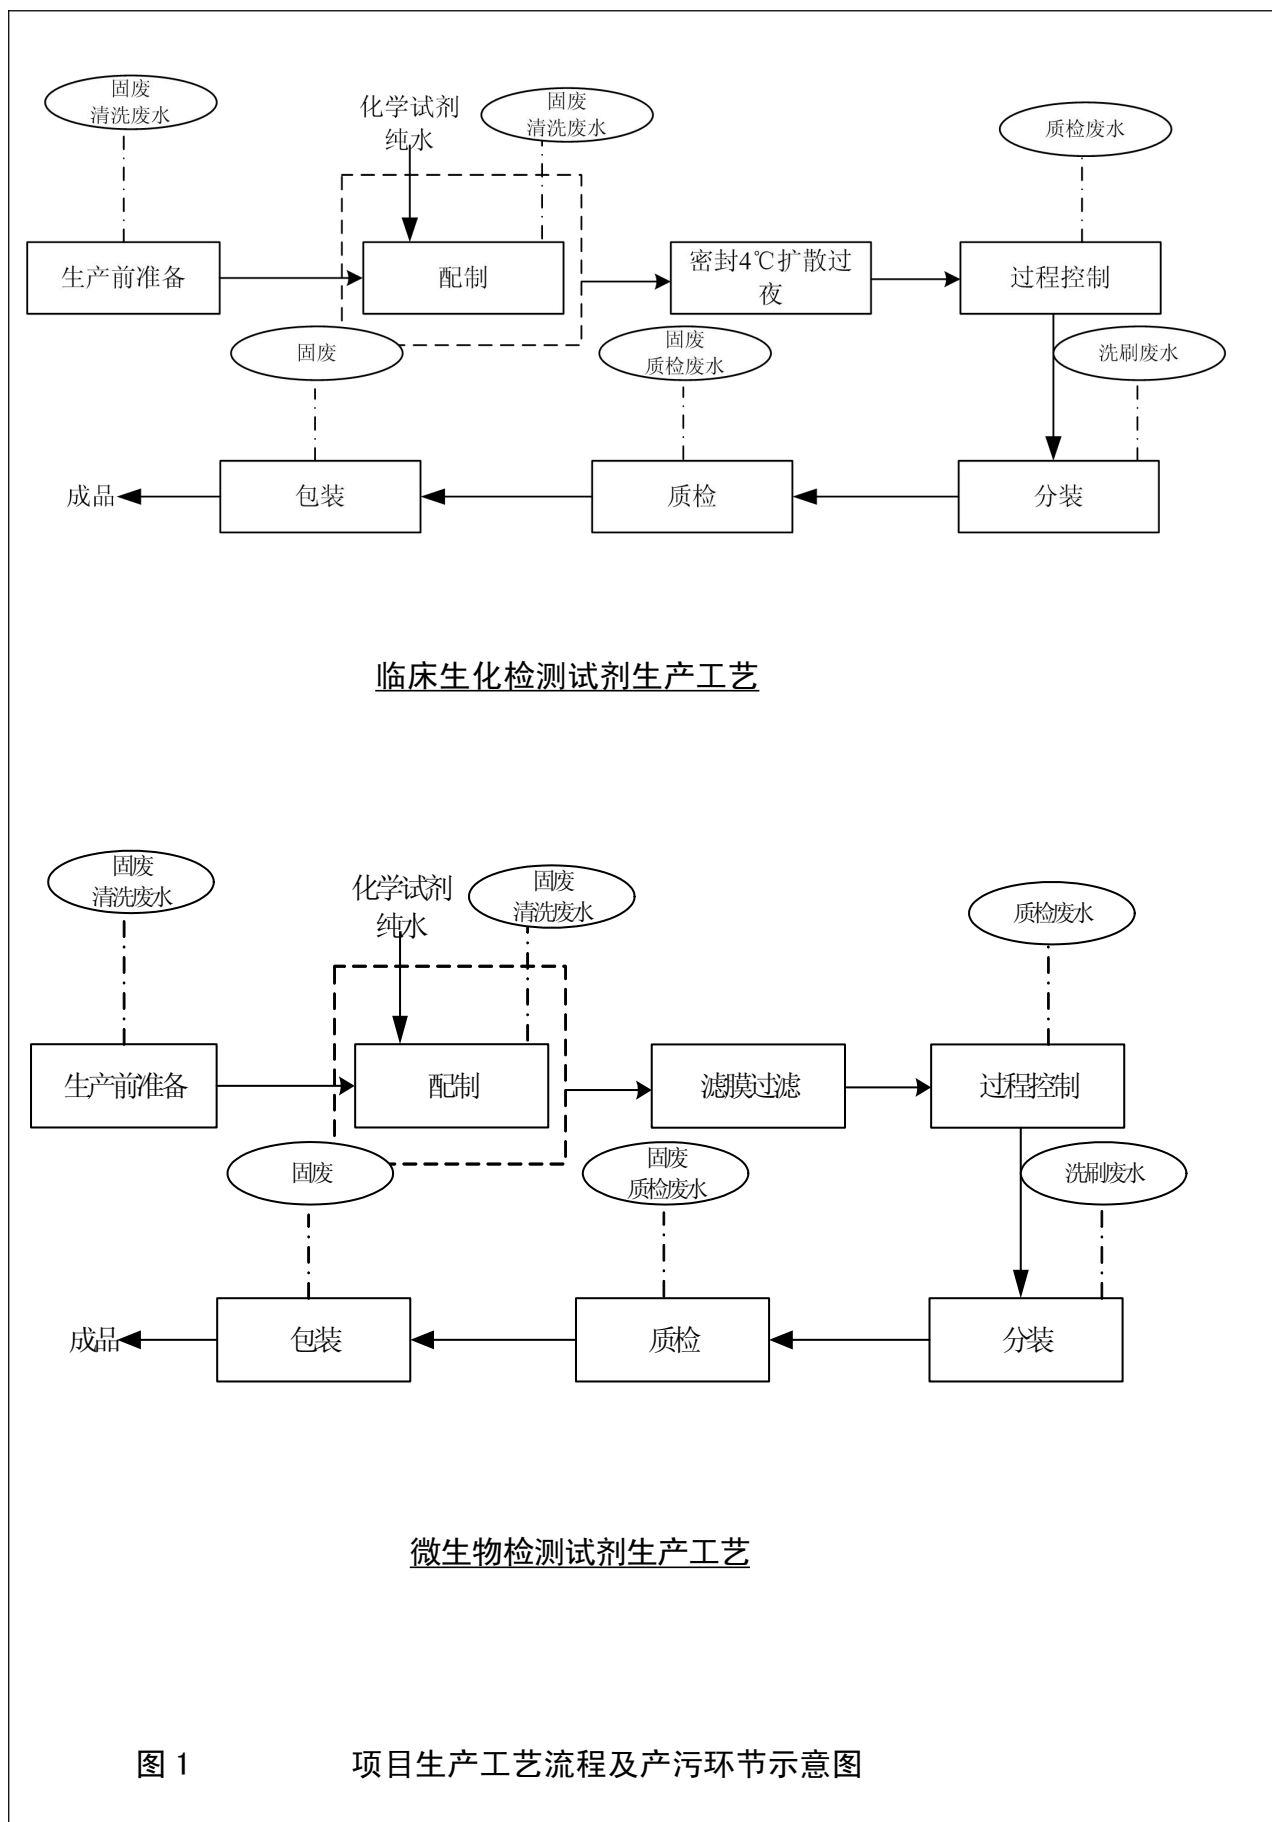 固废
清洗废水
化学试剂
纯水
固废
清洗废水
质检废水
生产前准备
配制
密封4℃扩散过
夜
过程控制
固废
固废
质检废水
洗刷废水
成品
包装
质检
分装
临床生化检测试剂生产工艺
固废
清洗废水
化学试剂
纯水
固废
清洗废水
质检废水
生产前准备
配制
滤膜过滤
过程控制
固废
固废
质检废水
洗刷废水
成品
包装
质检
分装
微生物检测试剂生产工艺
图 1 项目生产工艺流程及产污环节示意图